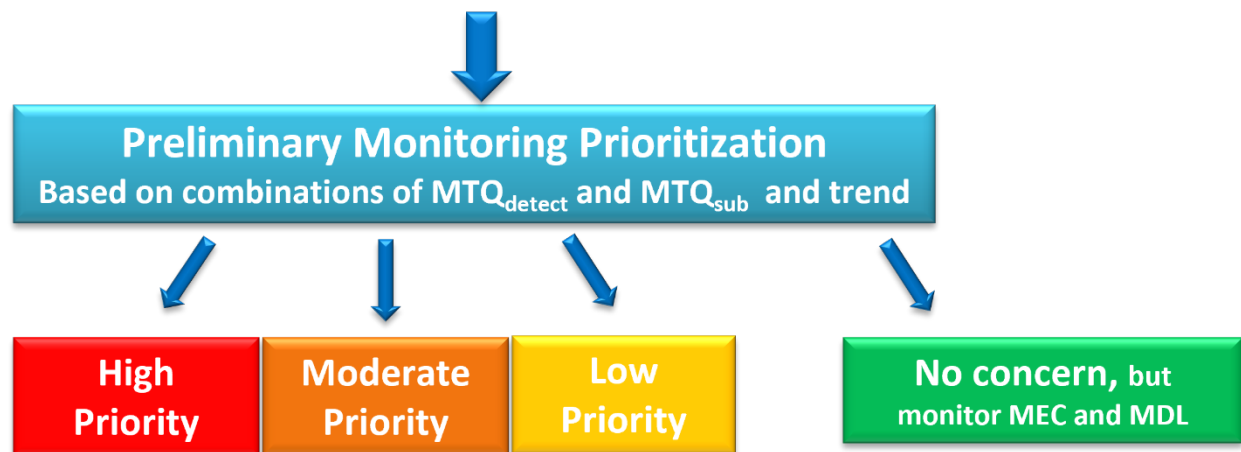 Preliminary Monitoring Prioritization
Based on combinations of MTQdetect and MTQsub and trend
High
Priority
Moderate
Priority
Low
Priority
No concern, but
monitor MEC and MDL